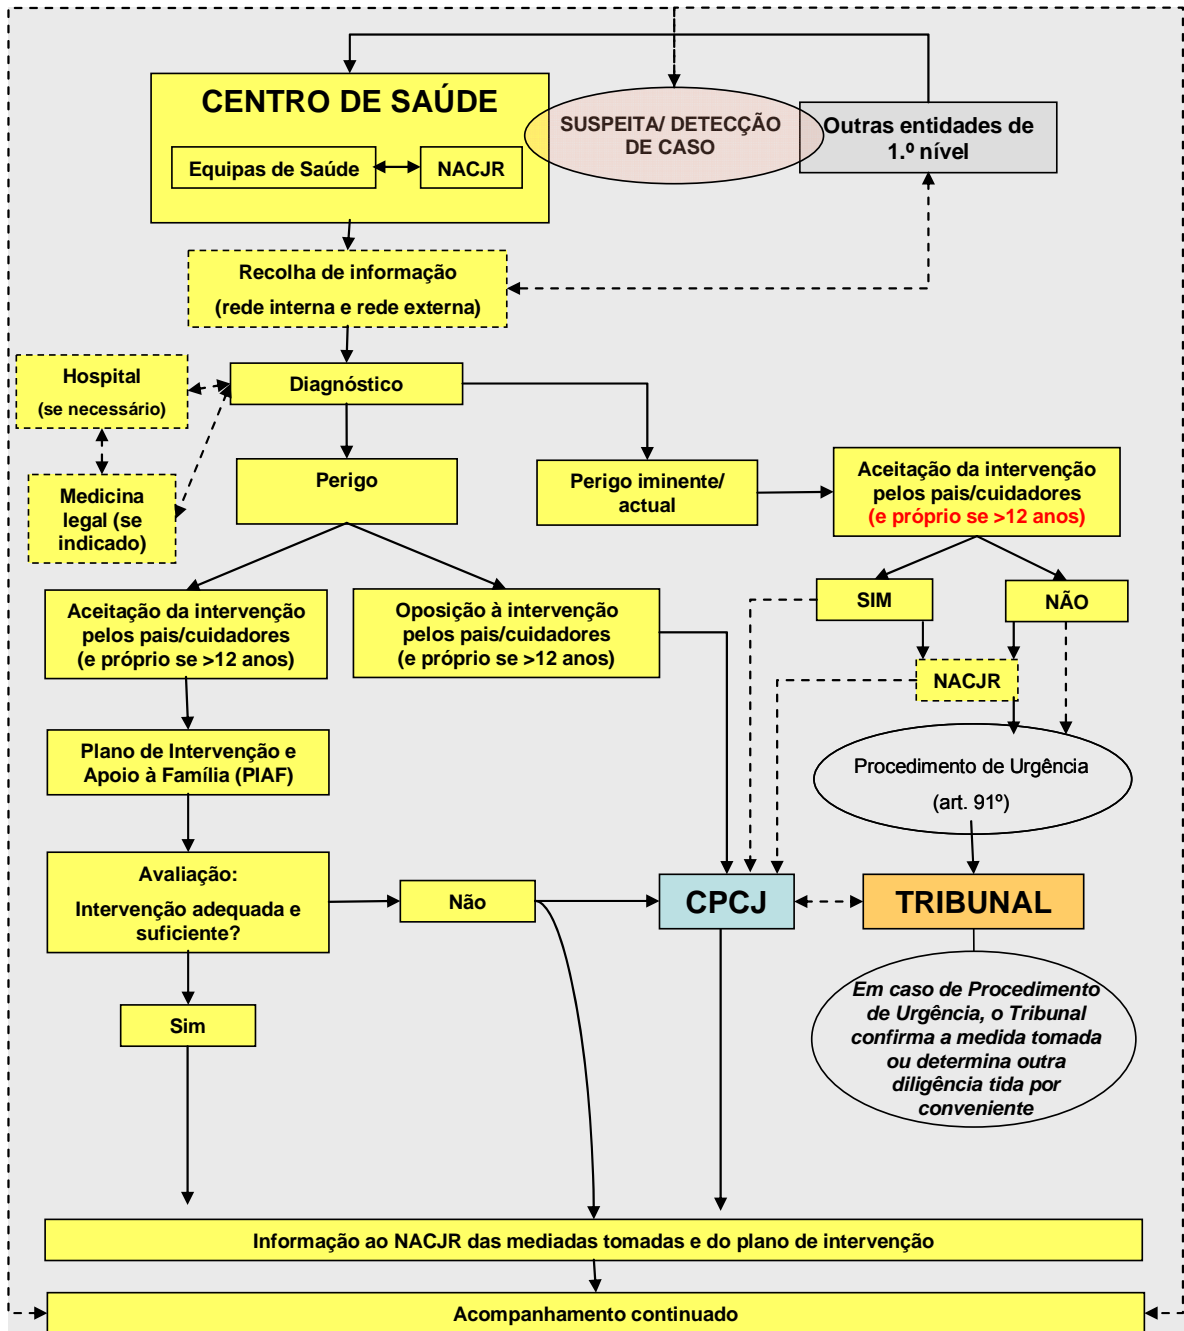 CENTRO DE SAÚDE
Equipas de Saúde
NACJR
SUSPEITA/ DETECÇÃO
DE CASO
Outras entidades de
1.º nível
Recolha de informação
(rede interna e rede externa)
Hospital
(se necessário)
Diagnóstico
Medicina
legal (se
indicado)
Perigo
Perigo iminente/
actual
Aceitação da intervenção
pelos pais/cuidadores
(e próprio se >12 anos)
SIM
NÃO
Aceitação da intervenção
pelos pais/cuidadores
(e próprio se >12 anos)
Oposição à intervenção
pelos pais/cuidadores
(e próprio se >12 anos)
NACJR
Plano de Intervenção e
Apoio à Família (PIAF)
Procedimento de Urgência
(art. 91º)
Avaliação:
Intervenção adequada e
suficiente?
Não
CPCJ
TRIBUNAL
Sim
Em caso de Procedimento
de Urgência, o Tribunal
confirma a medida tomada
ou determina outra
diligência tida por
conveniente
Informação ao NACJR das mediadas tomadas e do plano de intervenção
Acompanhamento continuado